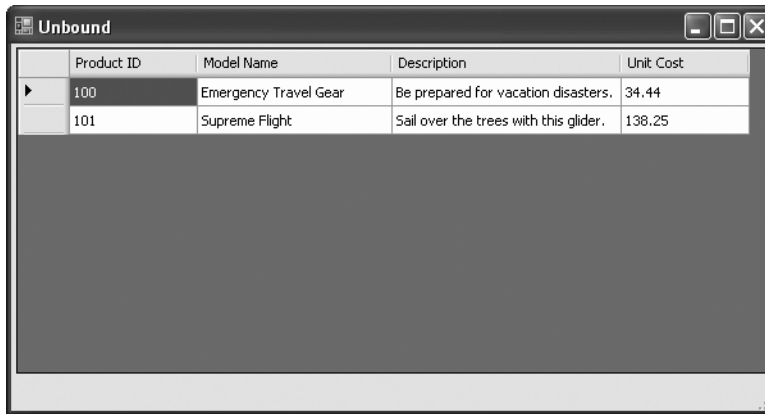 Unbound
Product ID Model Name Description Unit Cost
100 Emergency Travel Gear Be prepared for vacation disasters. 34.44
101 Supreme Flight Sail over the trees with this glider. 138.25